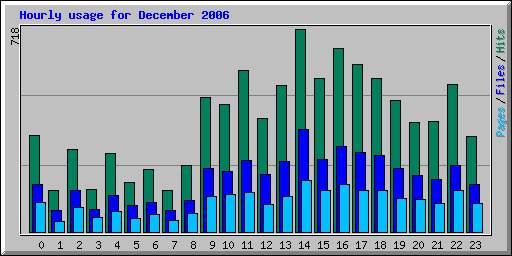 Hourly usage for December 2006
718
Pages / Files / Hits
0 1 2 3 4 5 6 7 8 9 10 11 12 13 14 15 16 17 18 19 20 21 22 23